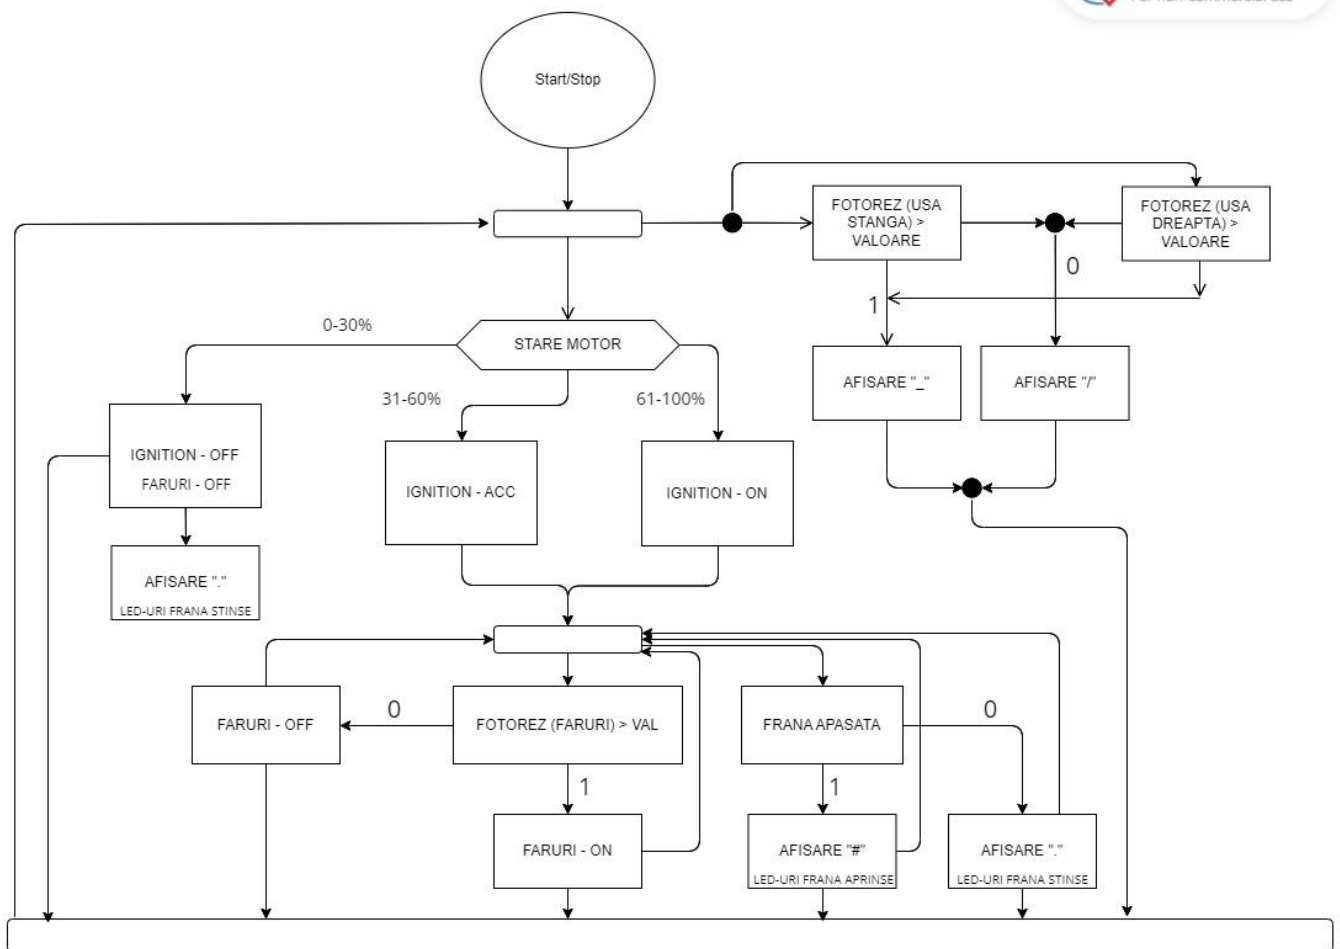 Start/Stop
FOTOREZ (USA
STANGA) >
VALOARE
FOTOREZ (USA
DREAPTA) >
VALOARE
0
1
0-30%
STARE MOTOR
31-60%
61-100%
AFISARE "_"
AFISARE "/"
IGNITION - OFF
FARURI - OFF
IGNITION - ACC
IGNITION - ON
AFISARE "."
LED-URI FRANA STINSE
FARURI - OFF
0
FOTOREZ (FARURI) > VAL
FRANA APASATA
0
1
1
FARURI - ON
AFISARE "#"
LED-URI FRANA APRINSE
AFISARE "."
LED-URI FRANA STINSE